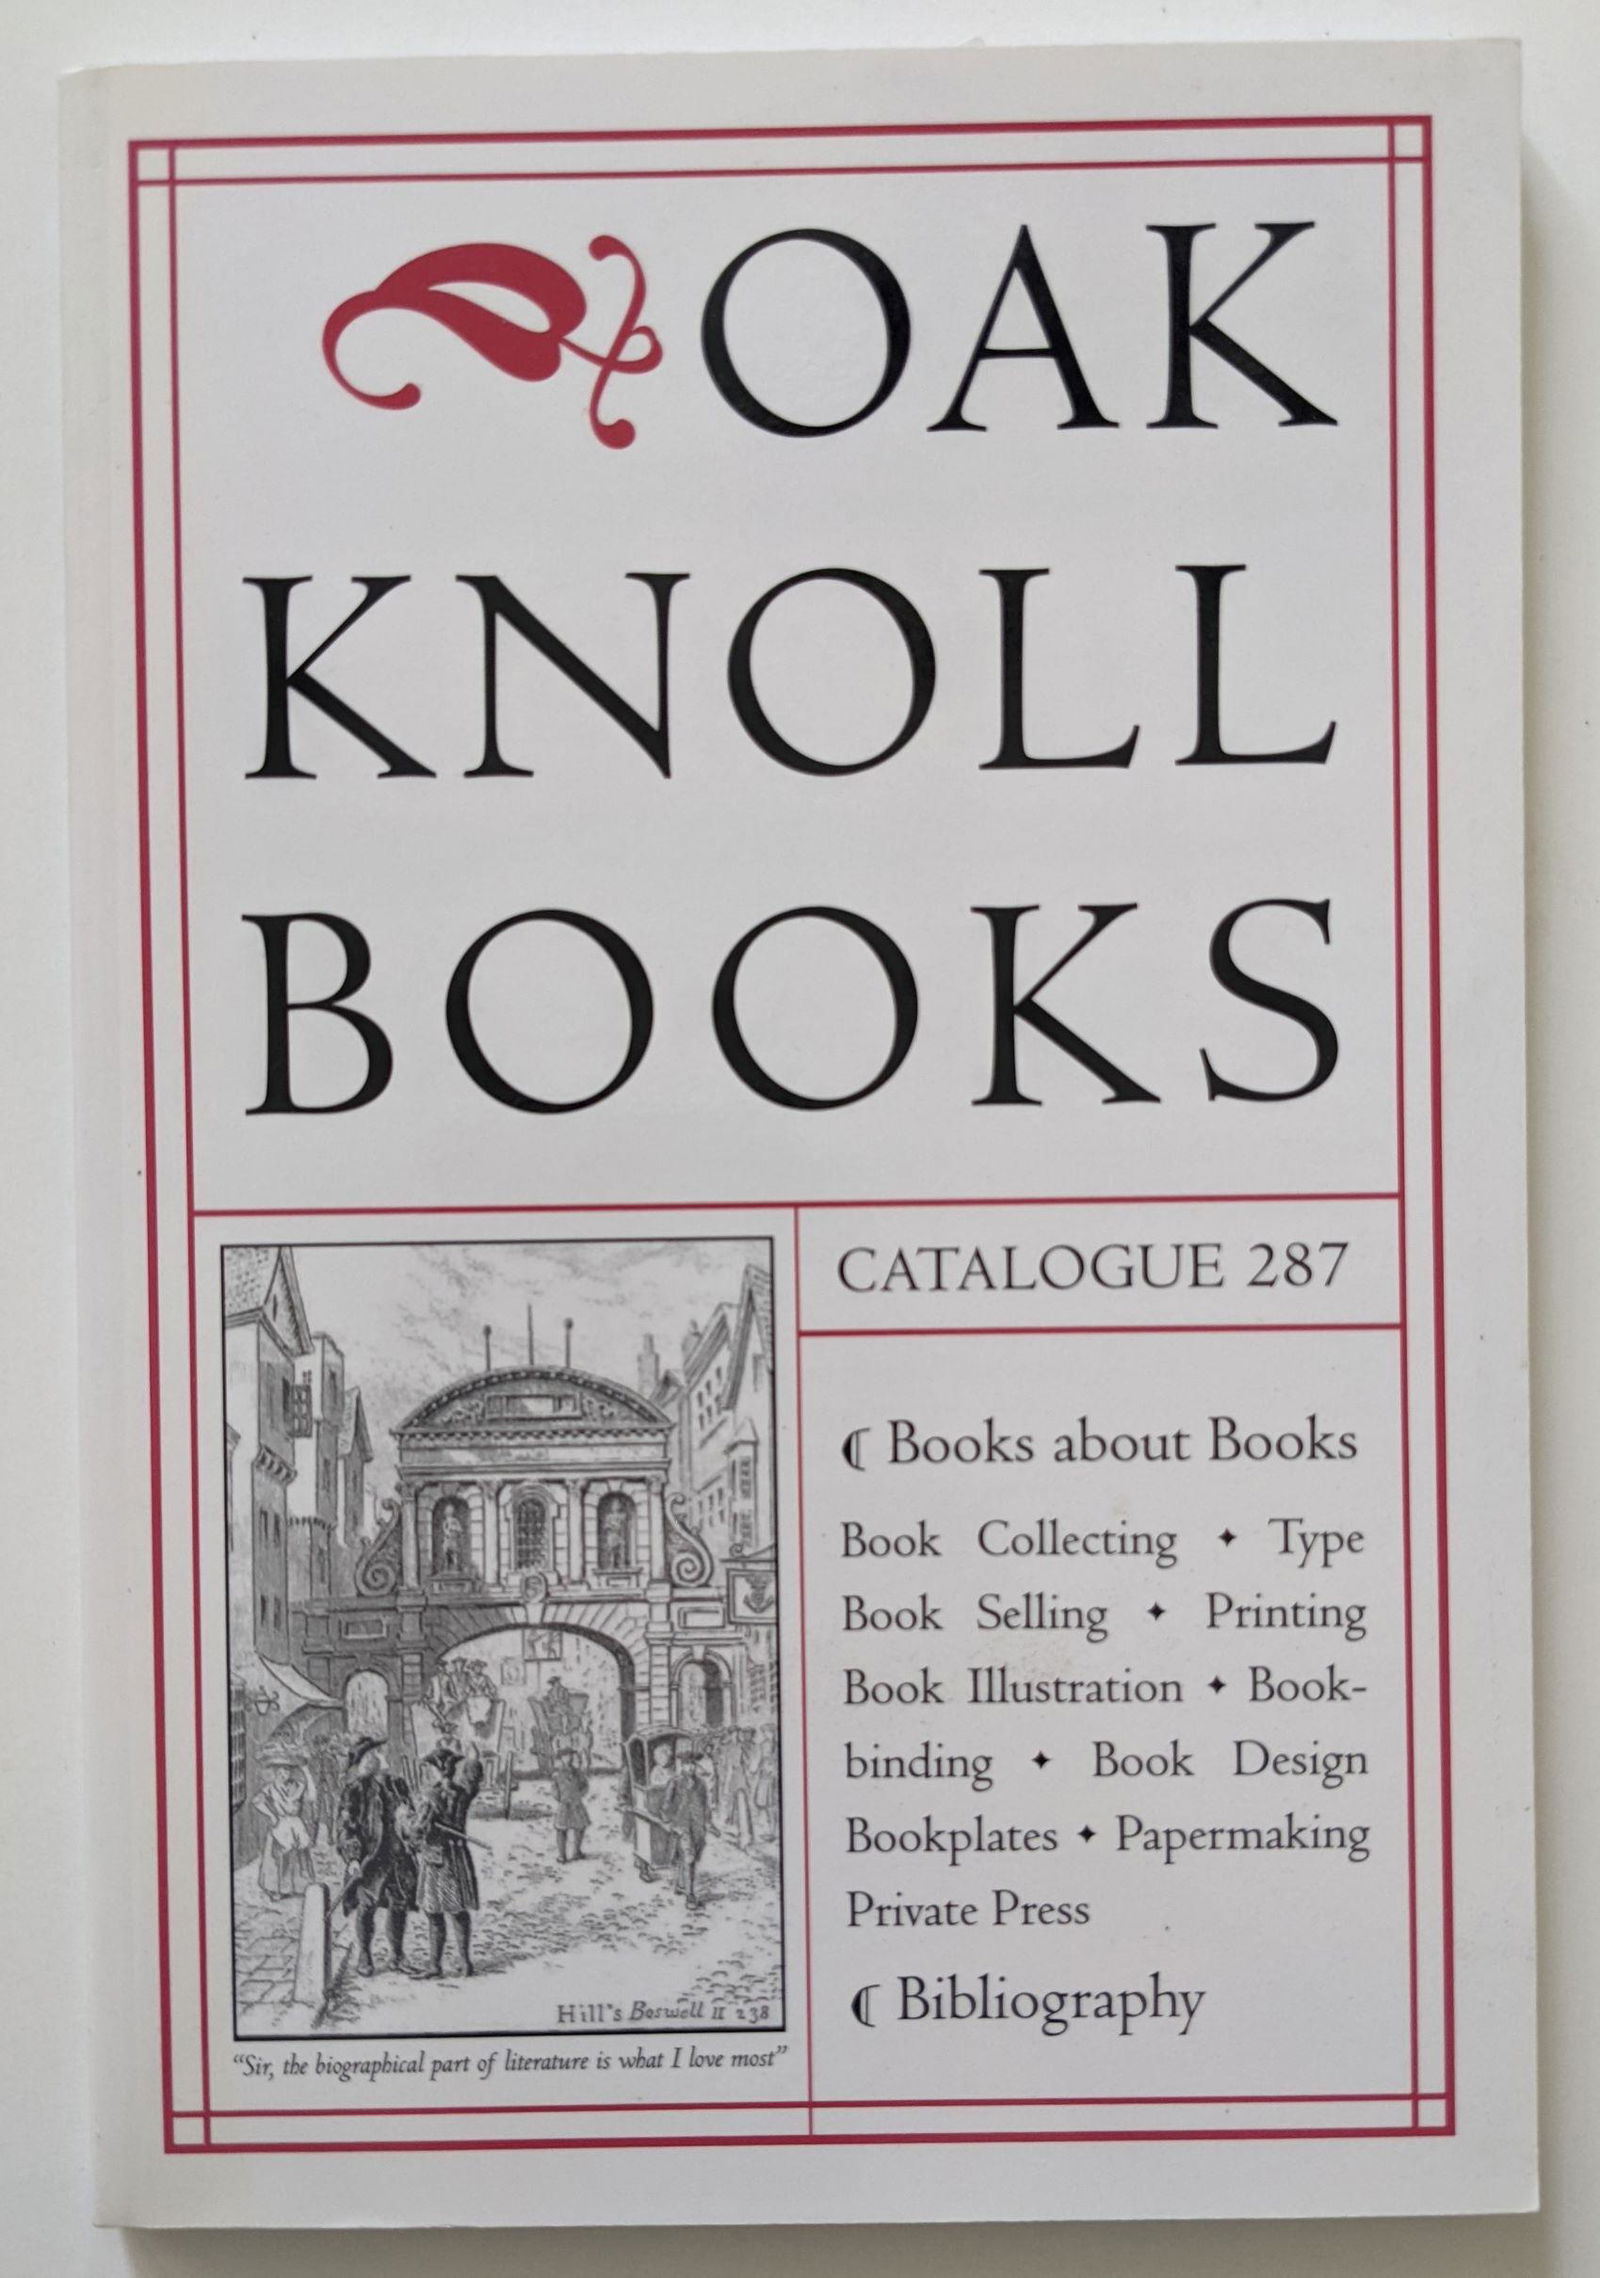 OAK
KNOLL
BOOKS
CATALOGUE 287
⸿ Books about Books
Book Collecting ✦ Type
Book Selling ✦ Printing
Book Illustration ✦ Book-
binding ✦ Book Design
Bookplates ✦ Papermaking
Private Press
⸿ Bibliography
Hill's Boswell II 238
"Sir, the biographical part of literature is what I love most"